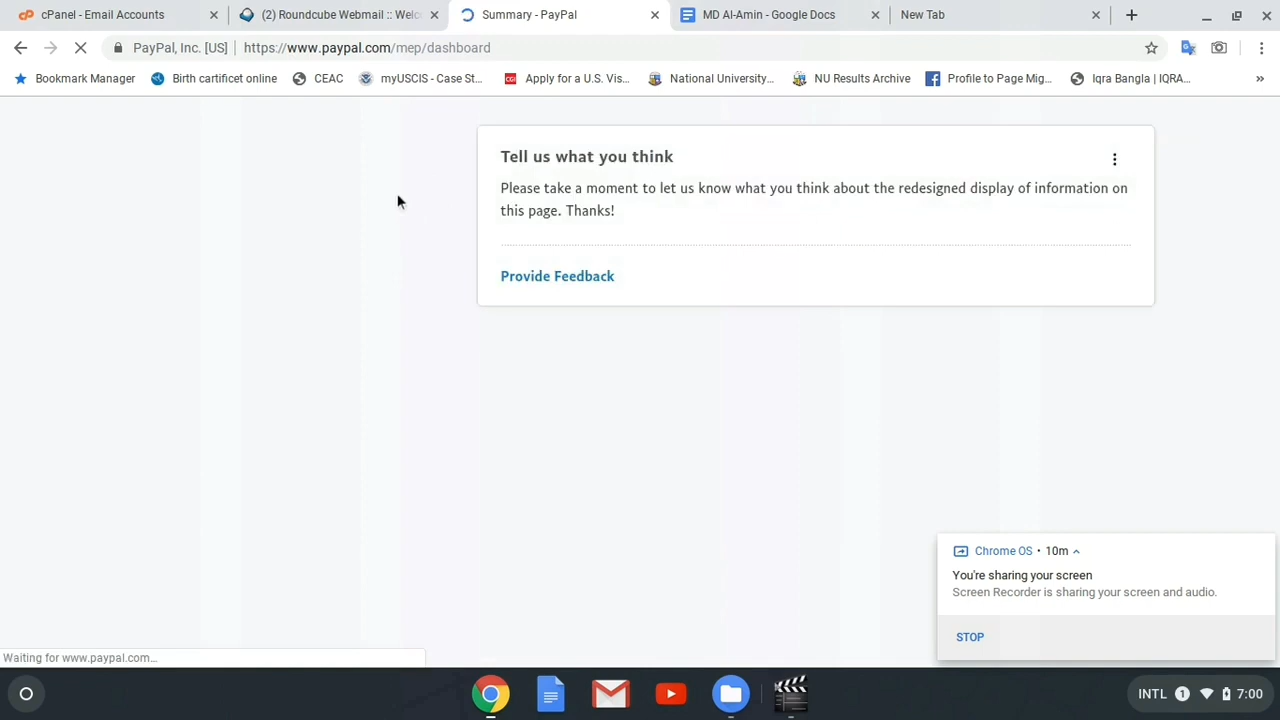 cPanel - Email Accounts
(2) Roundcube Webmail :: Welc
Summary - PayPal
MD Al-Amin - Google Docs
New Tab
PayPal, Inc. [US] https://www.paypal.com/mep/dashboard
Bookmark Manager
Birth certificet online
CEAC
myUSCIS - Case St...
CGI
Apply for a U.S. Vis...
National University...
NU Results Archive
Profile to Page Mig...
Iqra Bangla | IQRA...
»
Tell us what you think
Please take a moment to let us know what you think about the redesigned display of information on
this page. Thanks!
Provide Feedback
Chrome OS • 10m
You're sharing your screen
Screen Recorder is sharing your screen and audio.
STOP
Waiting for www.paypal.com...
INTL 1 7:00